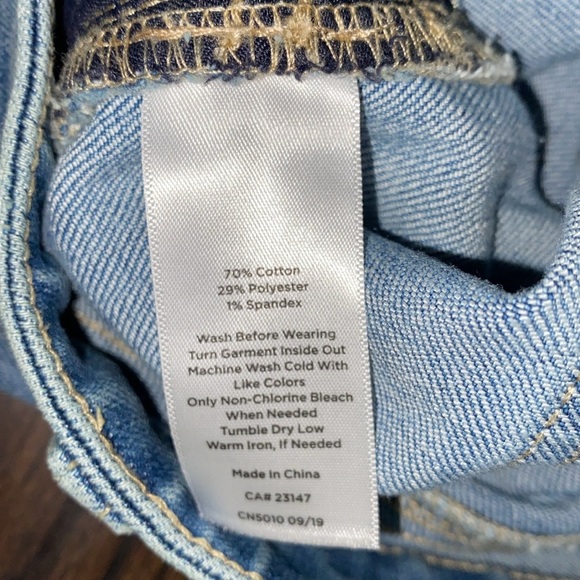 70% Cotton
29% Polyester
1% Spandex
Wash Before Wearing
Turn Garment Inside Out
Machine Wash Cold With
Like Colors
Only Non-Chlorine Bleach
When Needed
Tumble Dry Low
Warm Iron, If Needed
Made In China
CA# 23147
CN5010 09/19